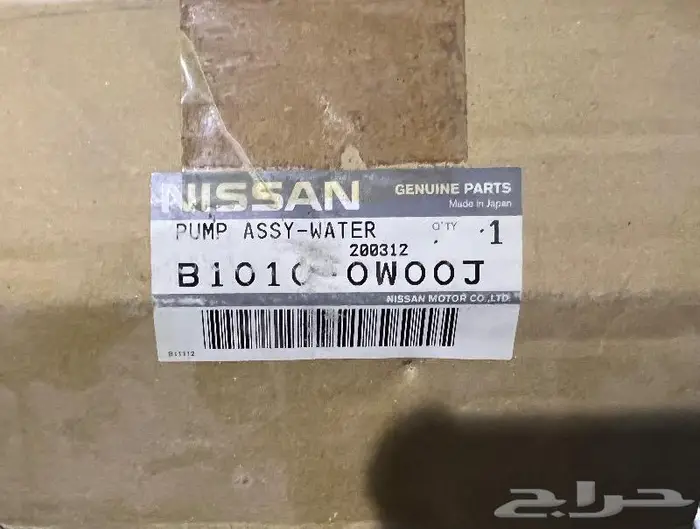 NISSAN GENUINE PARTS
Made in Japan
PUMP ASSY-WATER Q'TY 1
200312
B1010-0W00J
NISSAN MOTOR CO.,LTD.
B11112
حراج